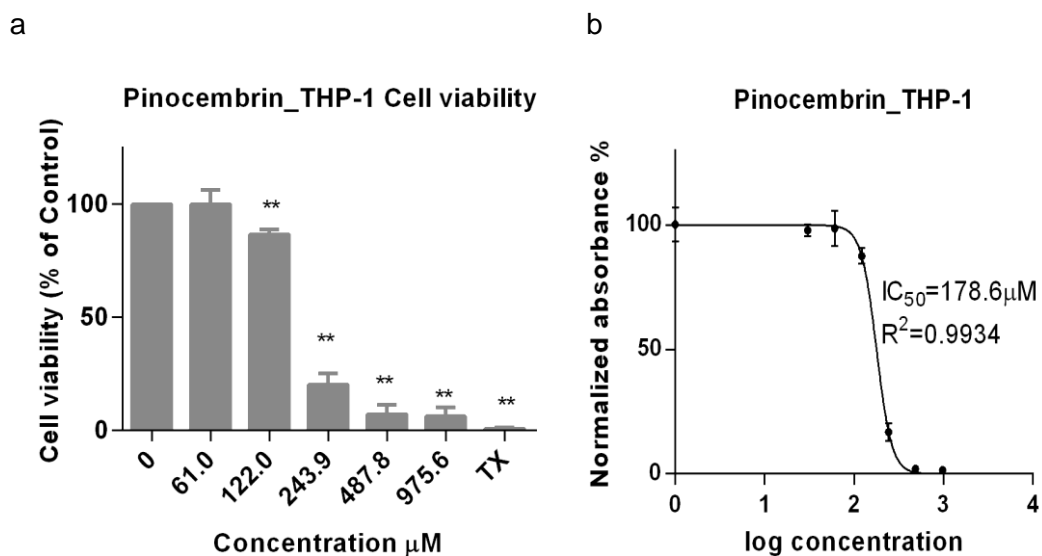 a
Pinocembrin_THP-1 Cell viability
Cell viability (% of Control)
100
50
0
**
**
**
**
**
0
61.0
122.0
243.9
487.8
975.6
TX
Concentration μM
b
Pinocembrin_THP-1
Normalized absorbance %
100
50
0
IC50=178.6μM
R2=0.9934
0 1 2 3 4
log concentration